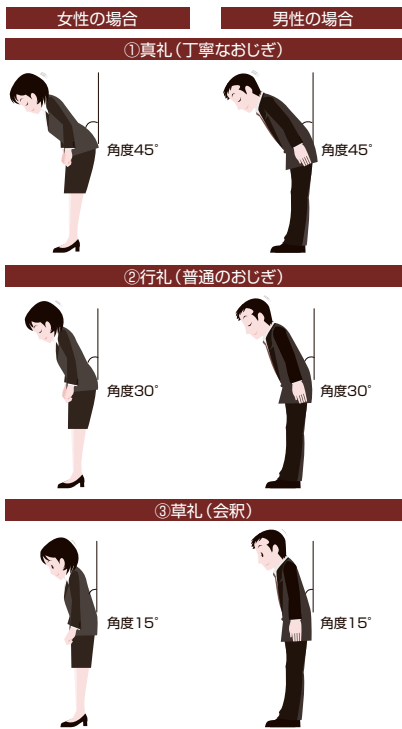 女性の場合
男性の場合
①真礼（丁寧なおじぎ）
角度45°
角度45°
②行礼（普通のおじぎ）
角度30°
角度30°
③草礼（会釈）
角度15°
角度15°